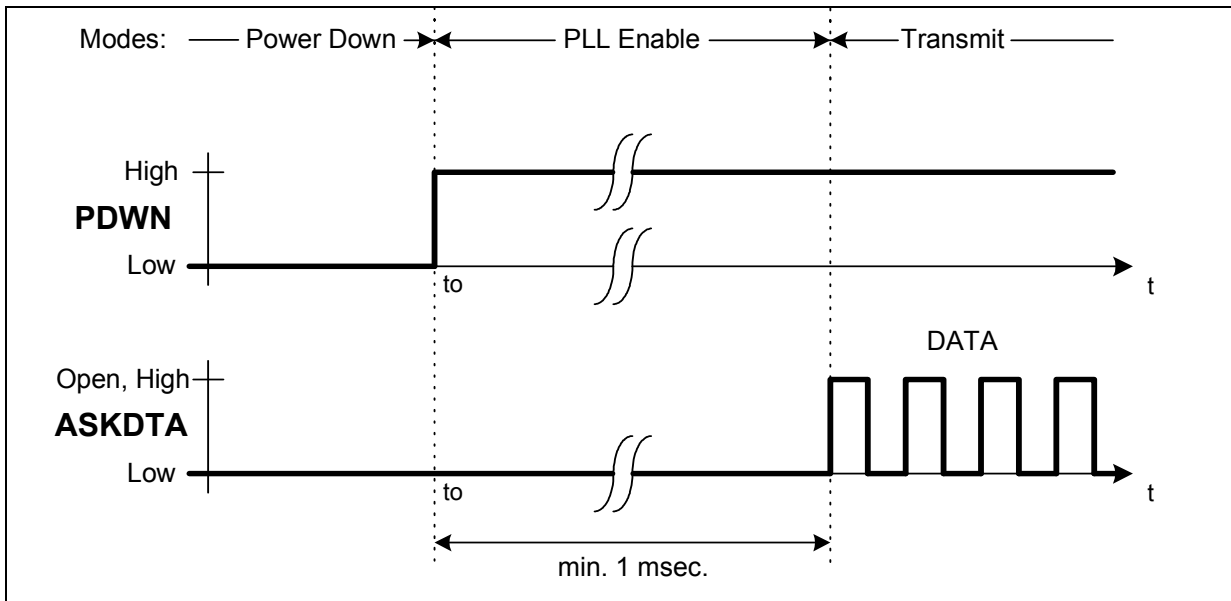 Modes: Power Down PLL Enable Transmit
High
PDWN
Low
to
t
DATA
Open, High
ASKDTA
Low
to
t
min. 1 msec.